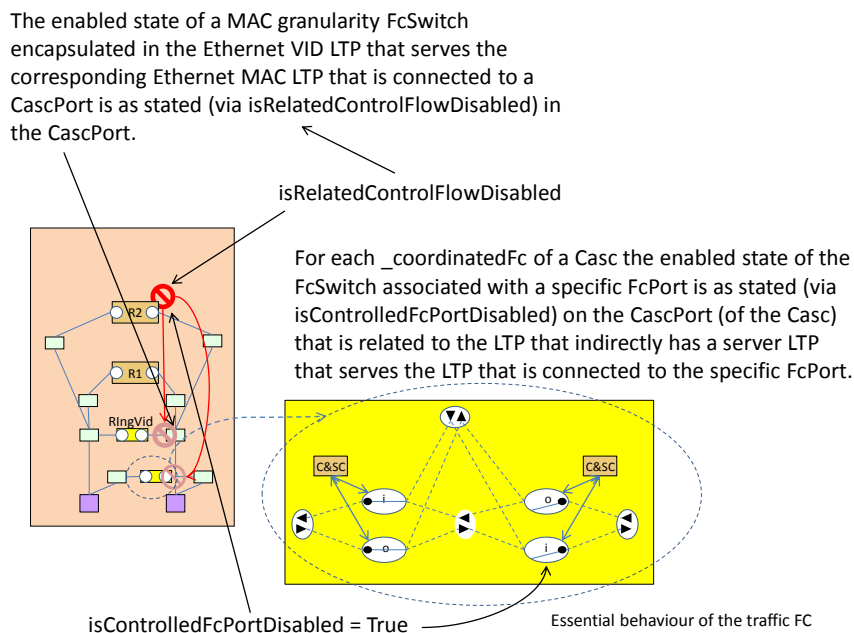 The enabled state of a MAC granularity FcSwitch
encapsulated in the Ethernet VID LTP that serves the
corresponding Ethernet MAC LTP that is connected to a
CascPort is as stated (via isRelatedControlFlowDisabled) in
the CascPort.
isRelatedControlFlowDisabled
For each _coordinatedFc of a Casc the enabled state of the
FcSwitch associated with a specific FcPort is as stated (via
isControlledFcPortDisabled) on the CascPort (of the Casc)
that is related to the LTP that indirectly has a server LTP
that serves the LTP that is connected to the specific FcPort.
R2
R1
RIngVid
C&SC
C&SC
i
o
o
i
isControlledFcPortDisabled = True
Essential behaviour of the traffic FC